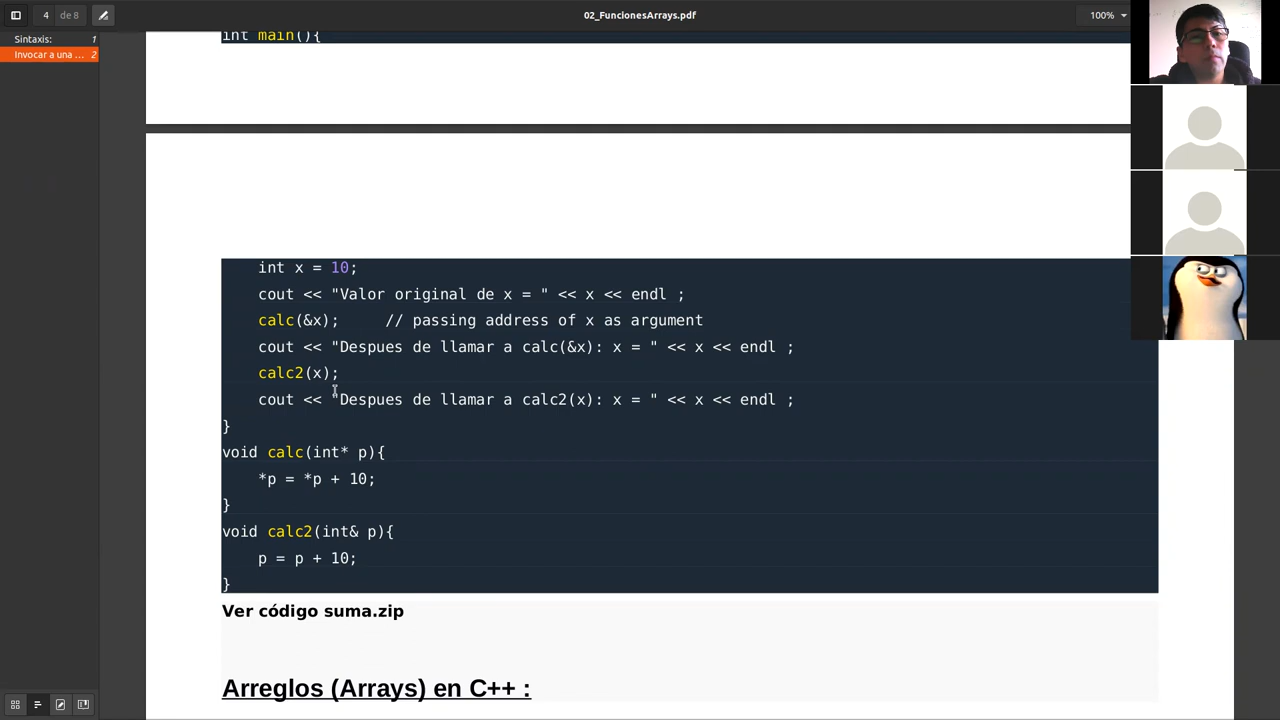 4 de 8
02_FuncionesArrays.pdf
100%
Sintaxis: 1
Invocar a una ... 2
int main(){
int x = 10;
cout << "Valor original de x = " << x << endl ;
calc(&x); // passing address of x as argument
cout << "Despues de llamar a calc(&x): x = " << x << endl ;
calc2(x);
cout << "Despues de llamar a calc2(x): x = " << x << endl ;
}
void calc(int* p){
*p = *p + 10;
}
void calc2(int& p){
p = p + 10;
}
Ver código suma.zip
Arreglos (Arrays) en C++ :